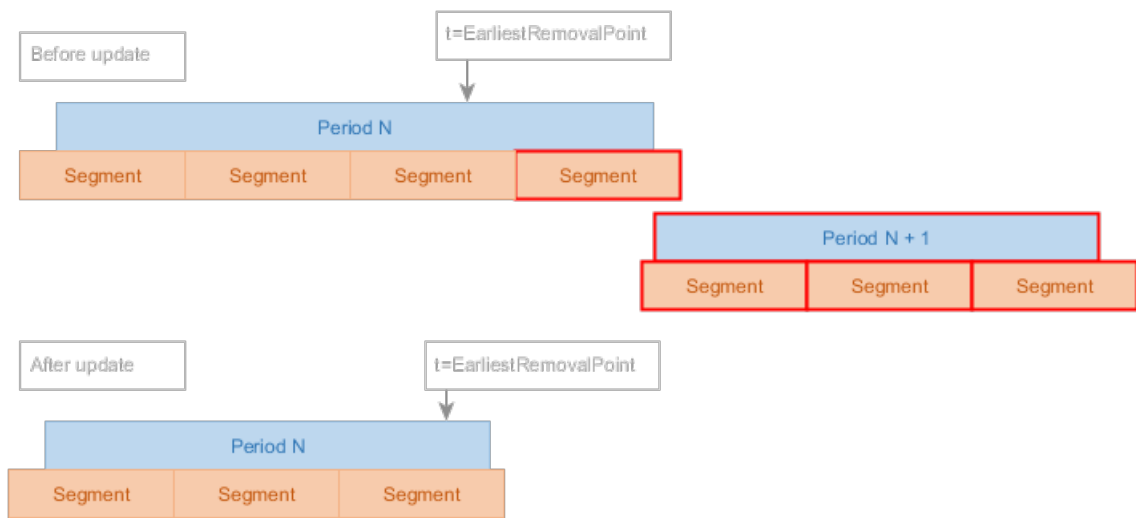 t=EarliestRemovalPoint
Before update
Period N
Segment Segment Segment Segment
Period N + 1
Segment Segment Segment
After update
t=EarliestRemovalPoint
Period N
Segment Segment Segment